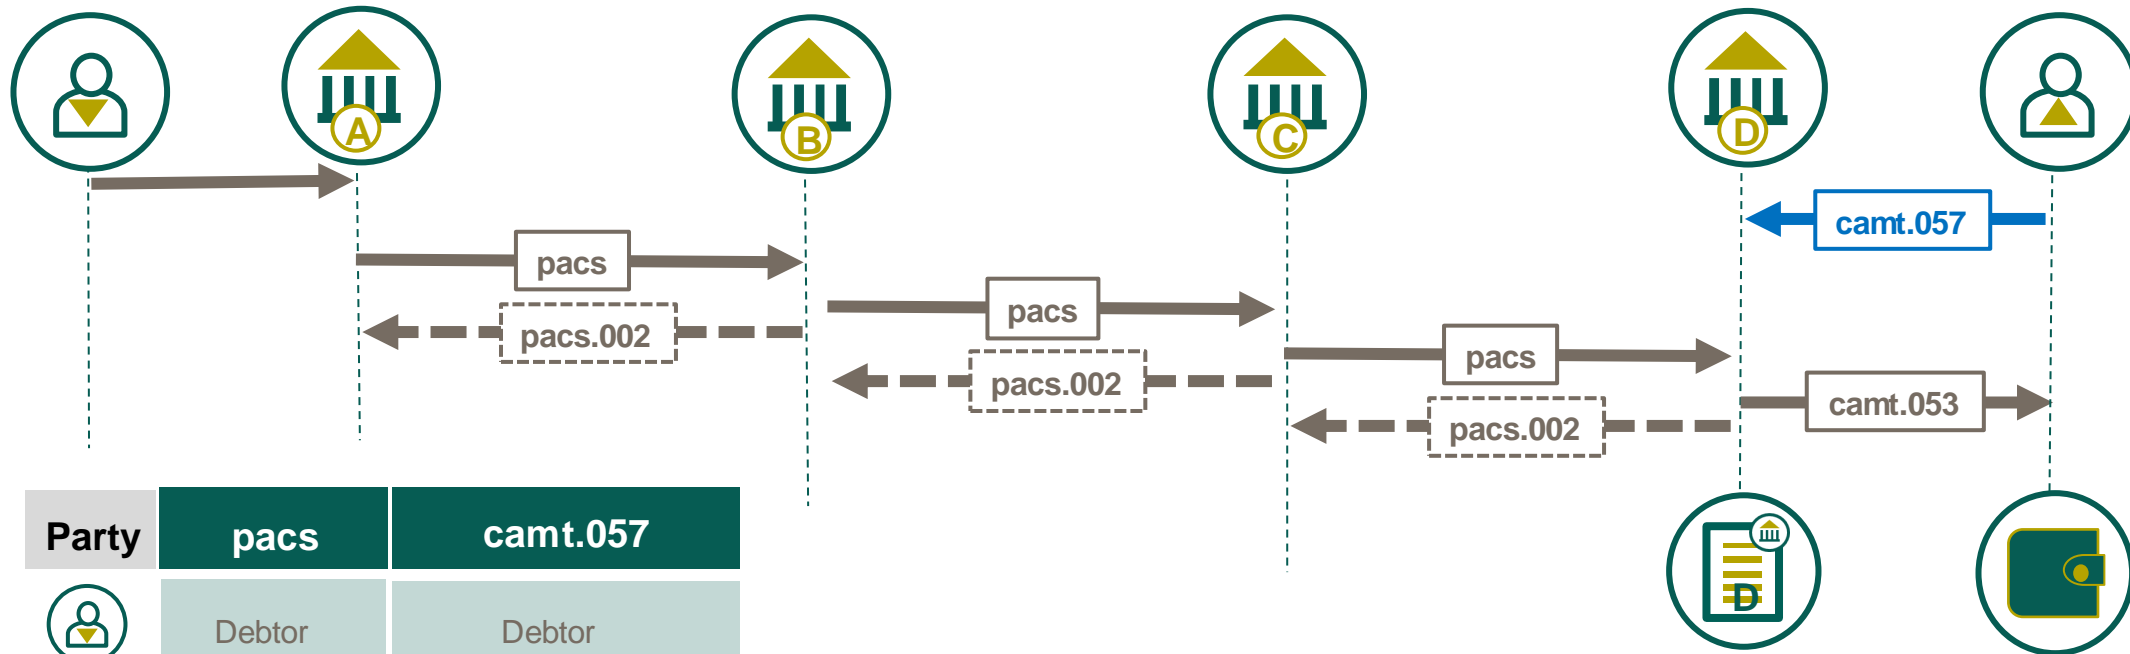 A
B
C
D
camt.057
pacs
pacs.002
pacs
pacs.002
pacs
pacs.002
camt.053
Party pacs camt.057
Debtor Debtor
D